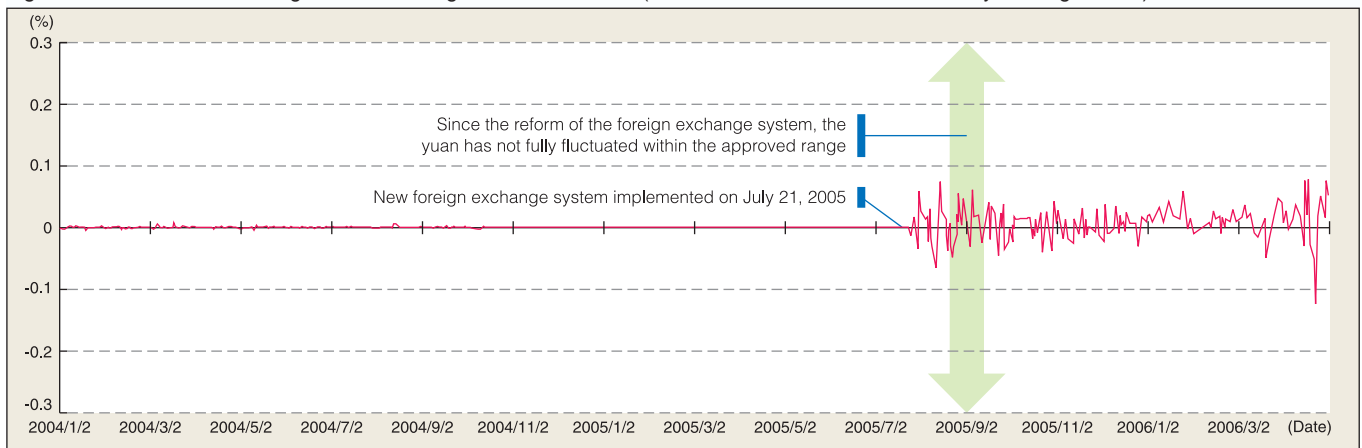 (%)
0.3
0.2
Since the reform of the foreign exchange system, the
yuan has not fully fluctuated within the approved range
0.1
New foreign exchange system implemented on July 21, 2005
0
-0.1
-0.2
-0.3
2004/1/2 2004/3/2 2004/5/2 2004/7/2 2004/9/2 2004/11/2 2005/1/2 2005/3/2 2005/5/2 2005/7/2 2005/9/2 2005/11/2 2006/1/2 2006/3/2 (Date)